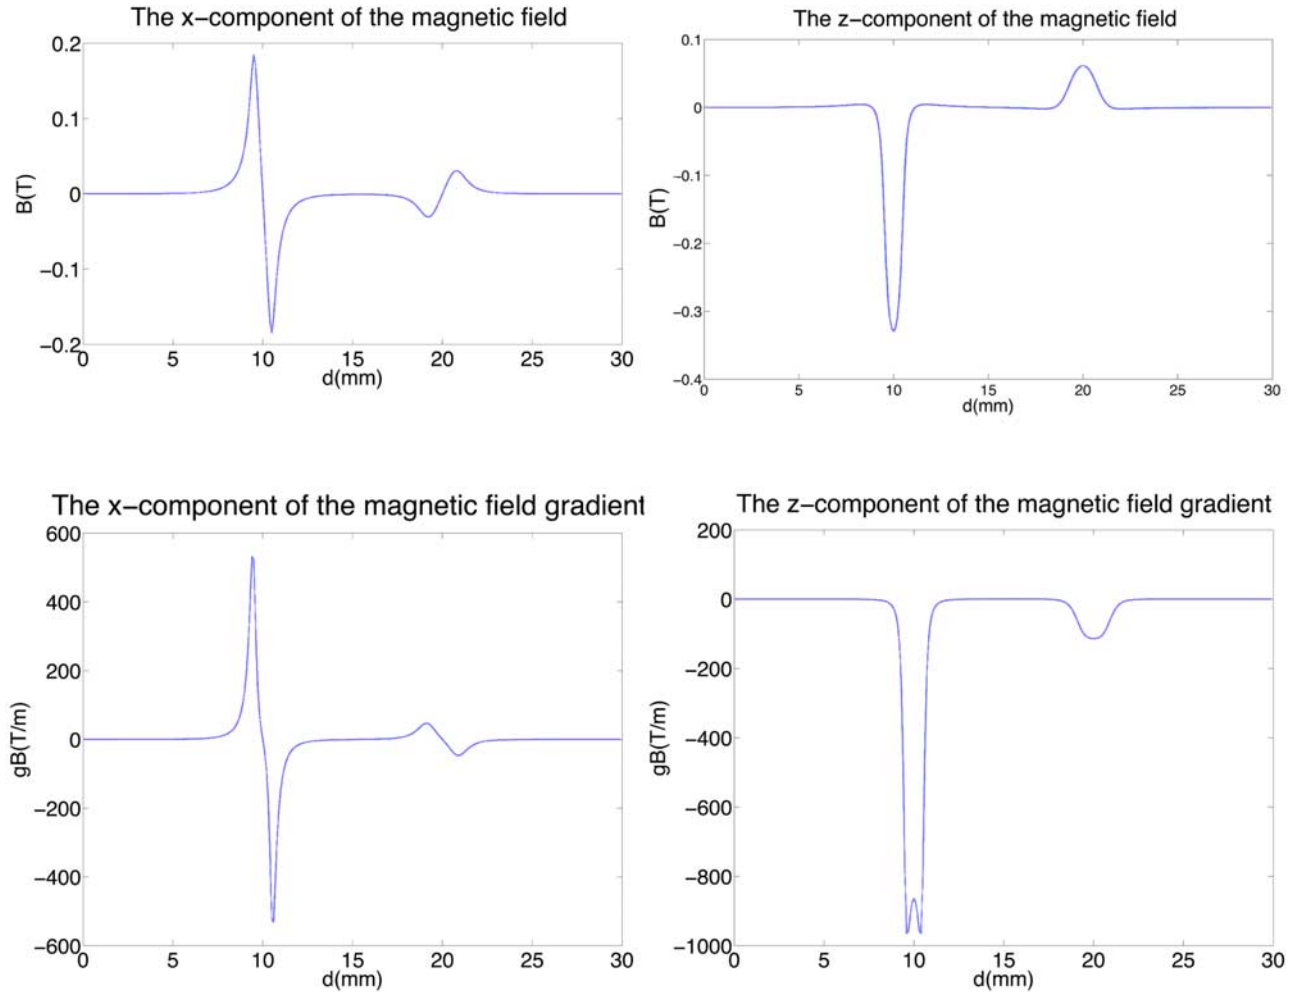 The x−component of the magnetic field
0.2
0.1
0
−0.1
−0.2
B(T)
0 5 10 15 20 25 30
d(mm)
The z−component of the magnetic field
0.1
0
−0.1
−0.2
−0.3
−0.4
B(T)
0 5 10 15 20 25 30
d(mm)
The x−component of the magnetic field gradient
600
400
200
0
−200
−400
−600
gB(T/m)
0 5 10 15 20 25 30
d(mm)
The z−component of the magnetic field gradient
200
0
−200
−400
−600
−800
−1000
gB(T/m)
0 5 10 15 20 25 30
d(mm)